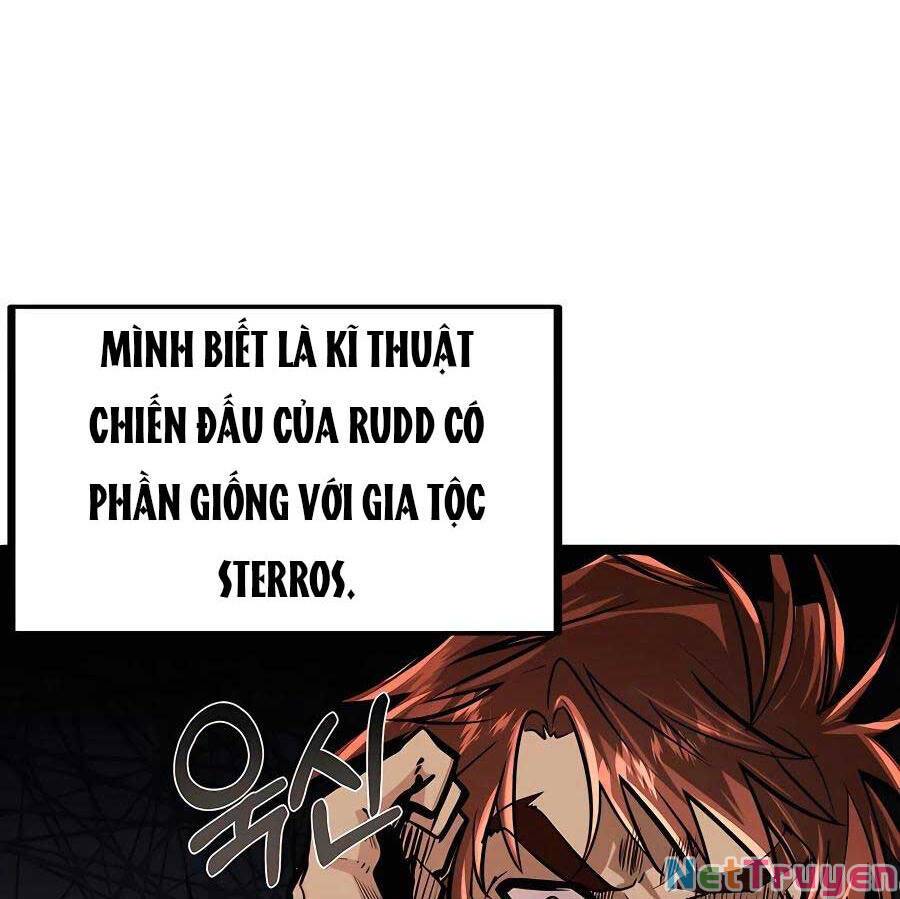 MÌNH BIẾT LÀ KĨ THUẬT
CHIẾN ĐẤU CỦA RUDD CÓ
PHẦN GIỐNG VỚI GIA TỘC
STERROS.
욱신
NetTruyen